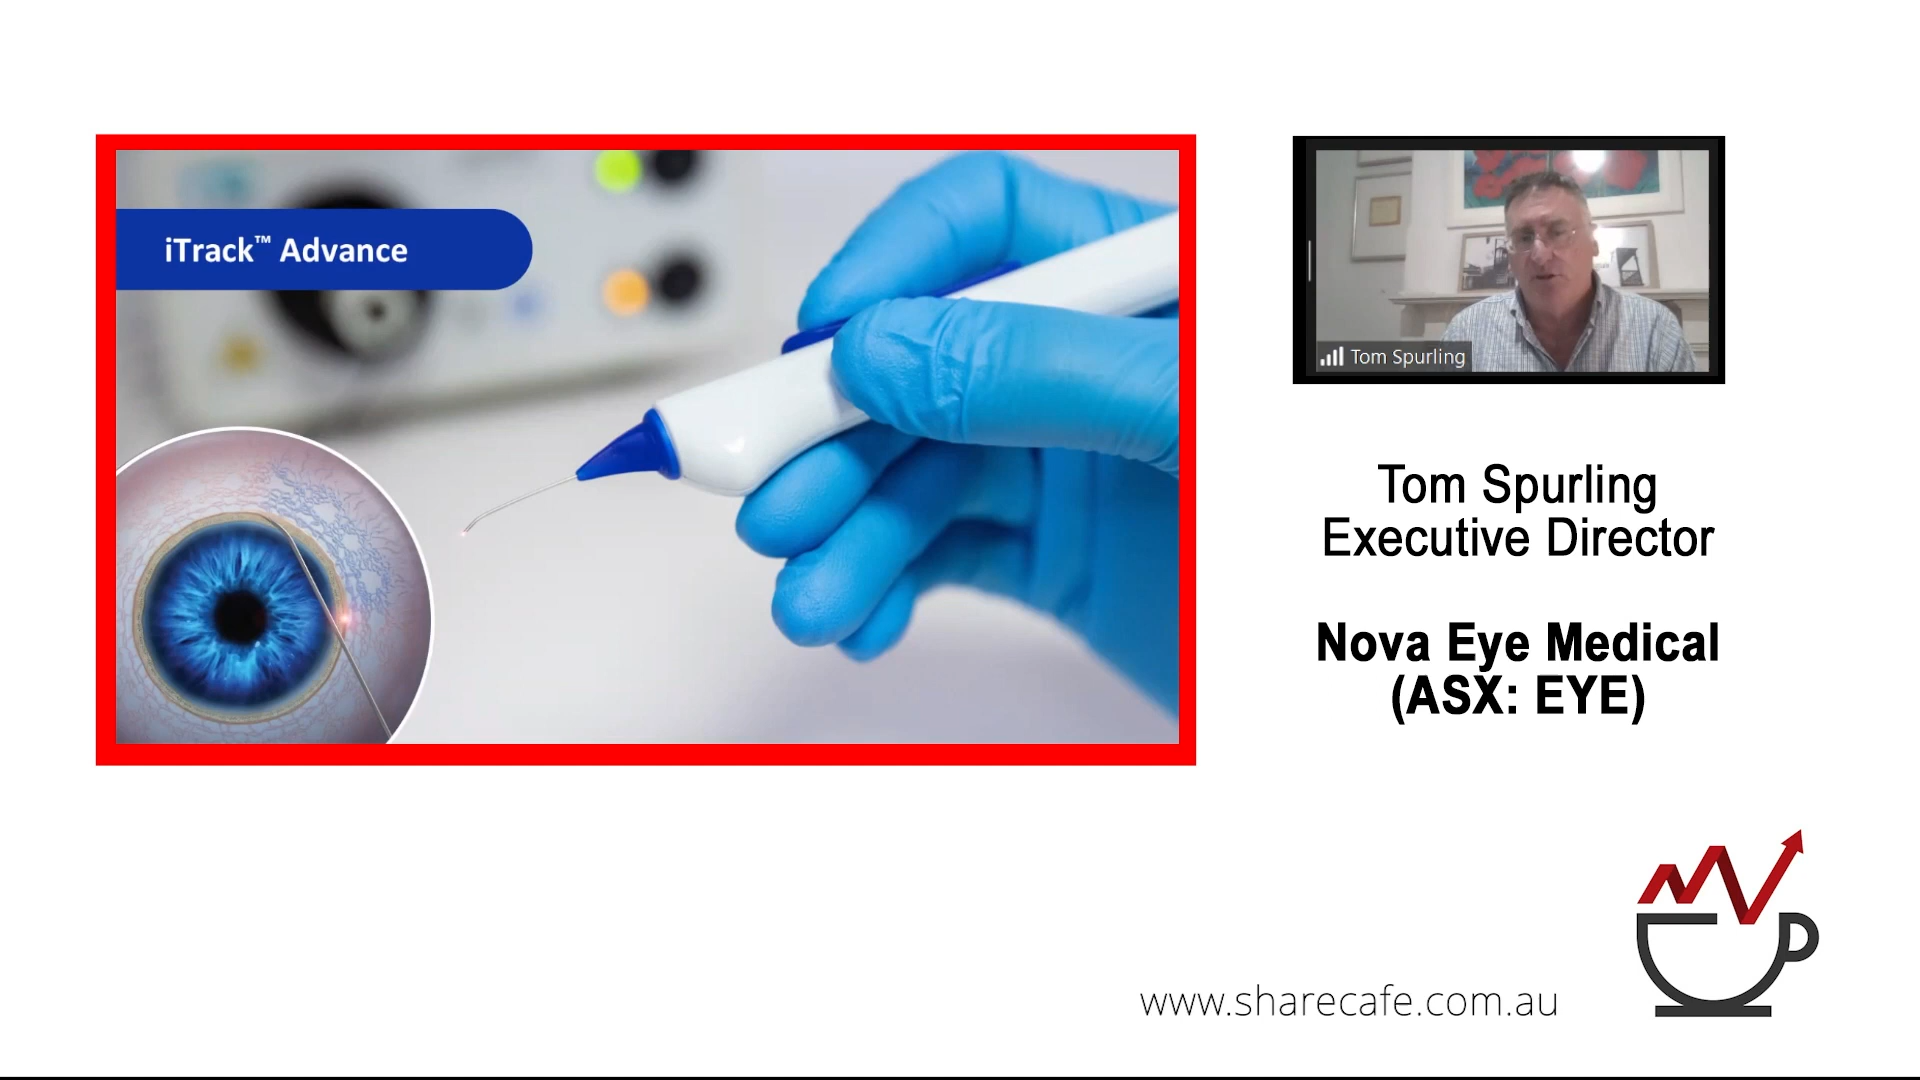 iTrack™ Advance
Tom Spurling
Tom Spurling
Executive Director
Nova Eye Medical
(ASX: EYE)
www.sharecafe.com.au